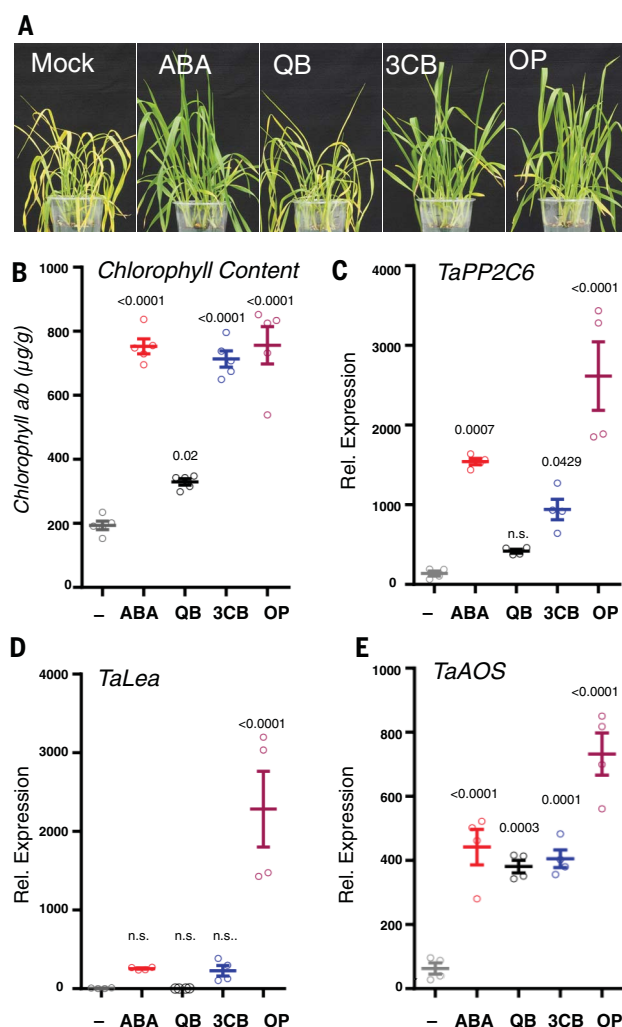 A
Mock ABA QB 3CB OP
B
Chlorophyll Content
Chlorophyll a/b (µg/g)
1000
800
600
400
200
0
<0.0001
0.02
<0.0001
<0.0001
– ABA QB 3CB OP
C
TaPP2C6
Rel. Expression
4000
3000
2000
1000
0
0.0007
n.s.
0.0429
<0.0001
– ABA QB 3CB OP
D
TaLea
Rel. Expression
4000
3000
2000
1000
0
n.s.
n.s.
n.s..
<0.0001
– ABA QB 3CB OP
E
TaAOS
Rel. Expression
1000
800
600
400
200
0
<0.0001
0.0003
0.0001
<0.0001
– ABA QB 3CB OP